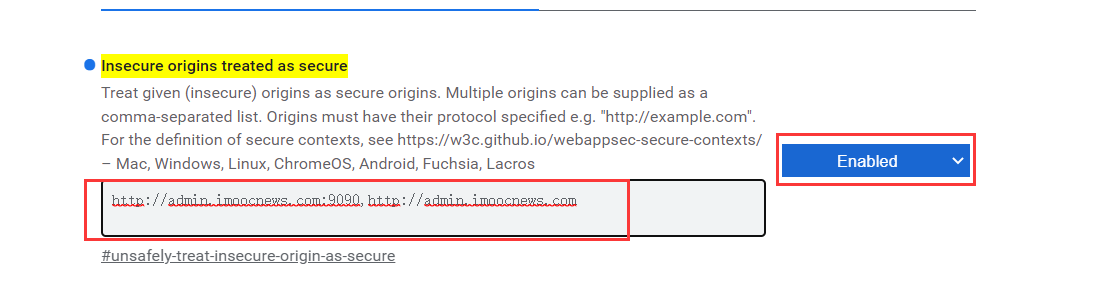 Insecure origins treated as secure
Treat given (insecure) origins as secure origins. Multiple origins can be supplied as a
comma-separated list. Origins must have their protocol specified e.g. "http://example.com".
For the definition of secure contexts, see https://w3c.github.io/webappsec-secure-contexts/
– Mac, Windows, Linux, ChromeOS, Android, Fuchsia, Lacros
Enabled
http://admin.imoocnews.com:9090,http://admin.imoocnews.com
#unsafely-treat-insecure-origin-as-secure